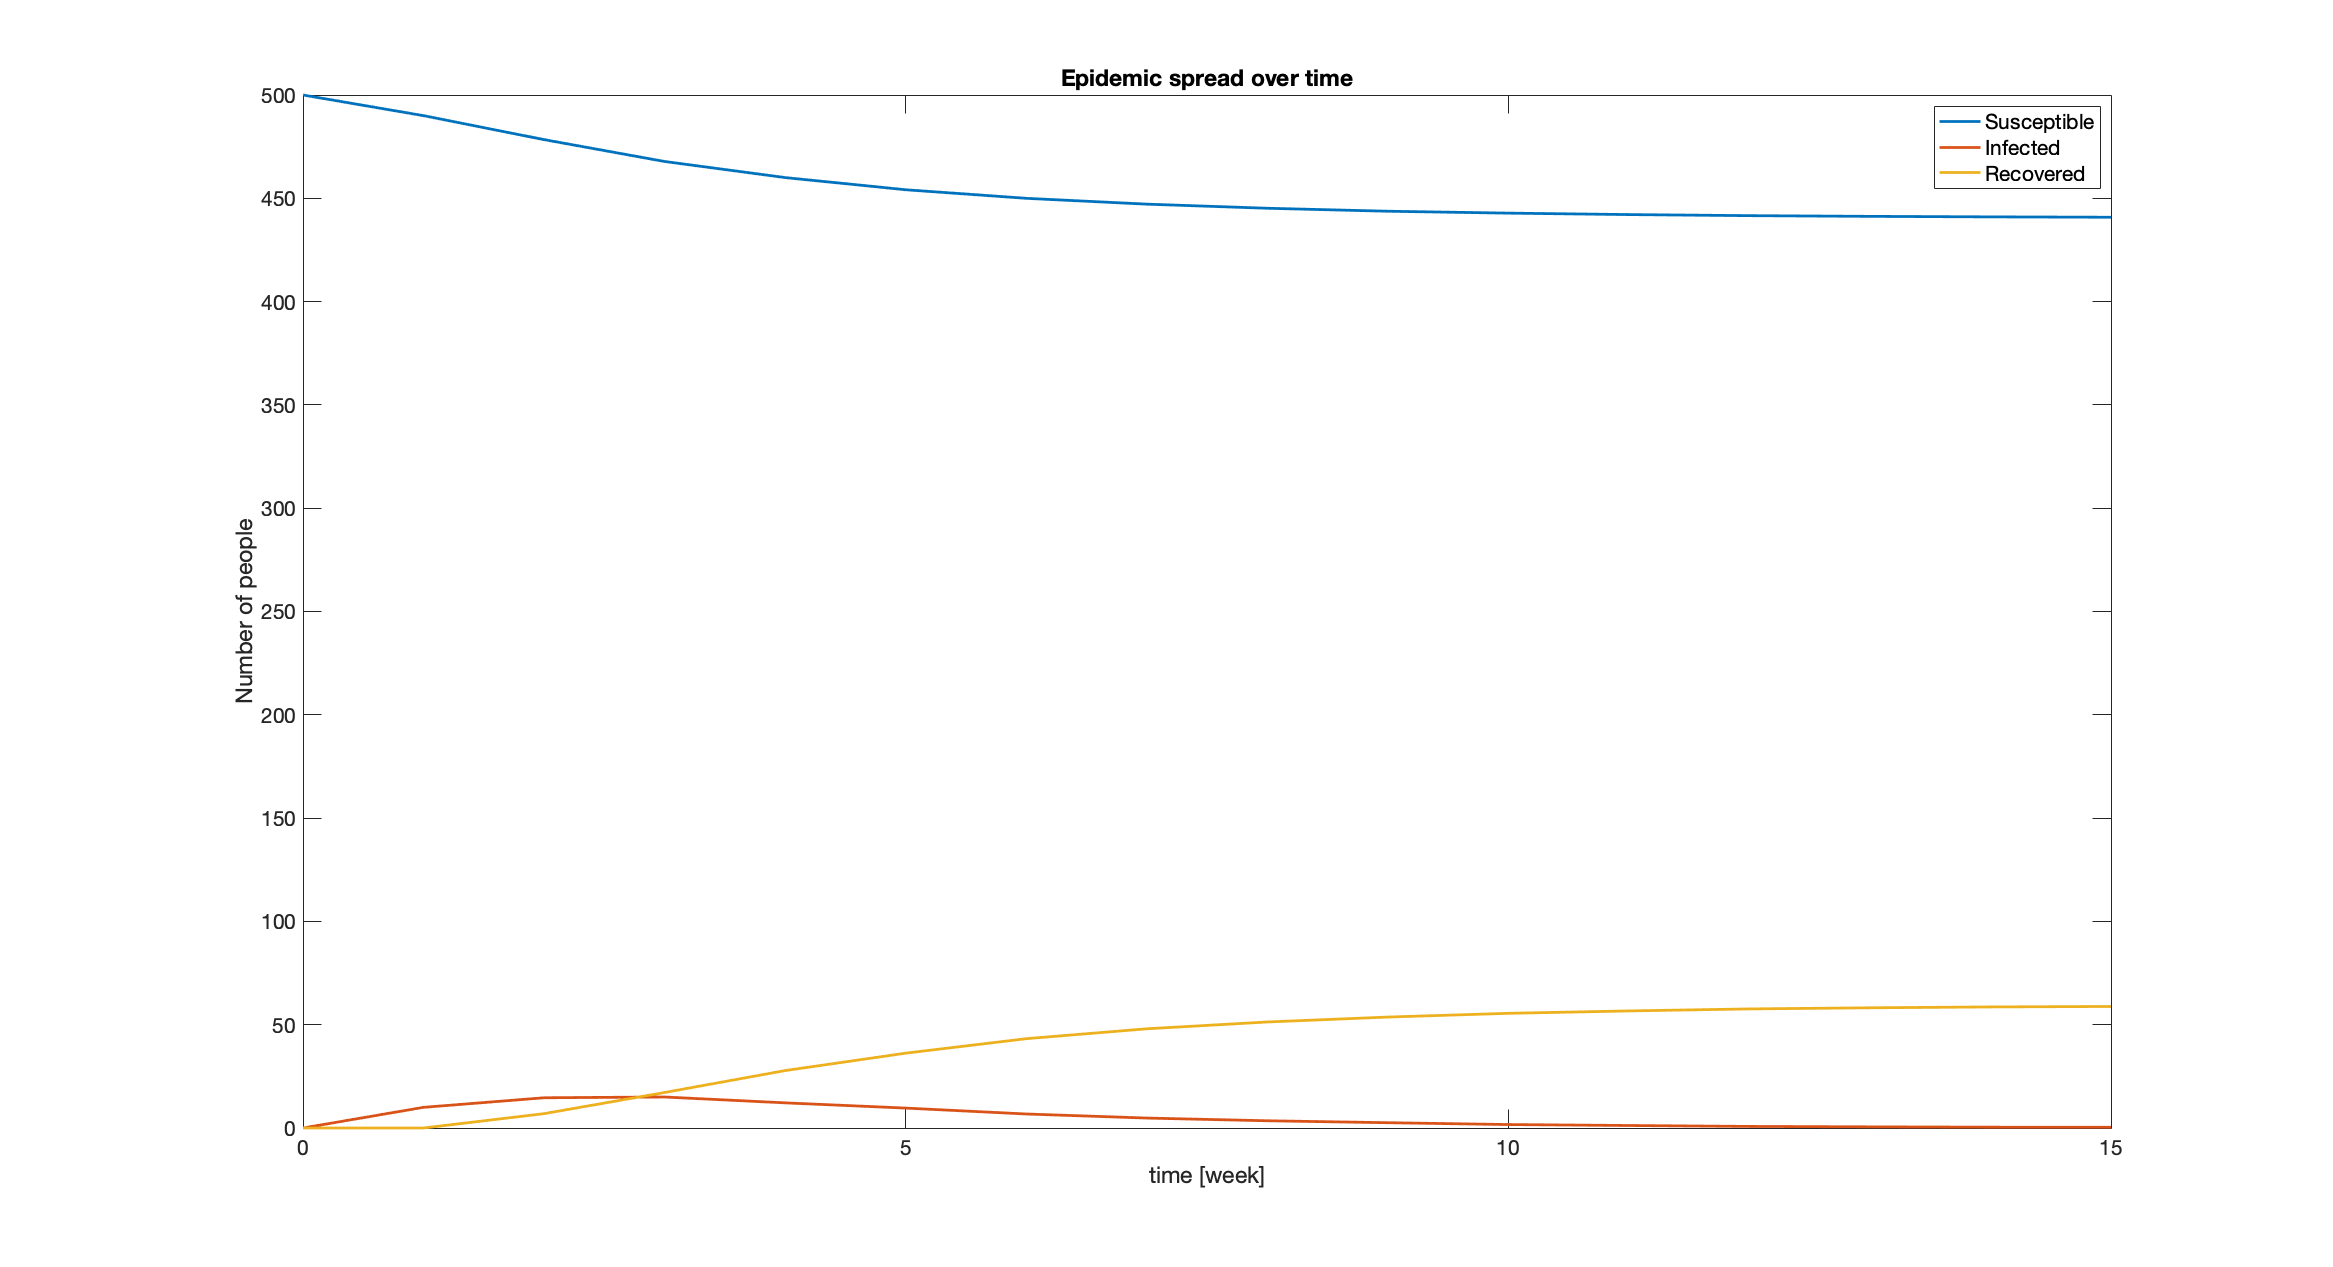 Epidemic spread over time
Susceptible
Infected
Recovered
Number of people
500
450
400
350
300
250
200
150
100
50
0
0 5 10 15
time [week]